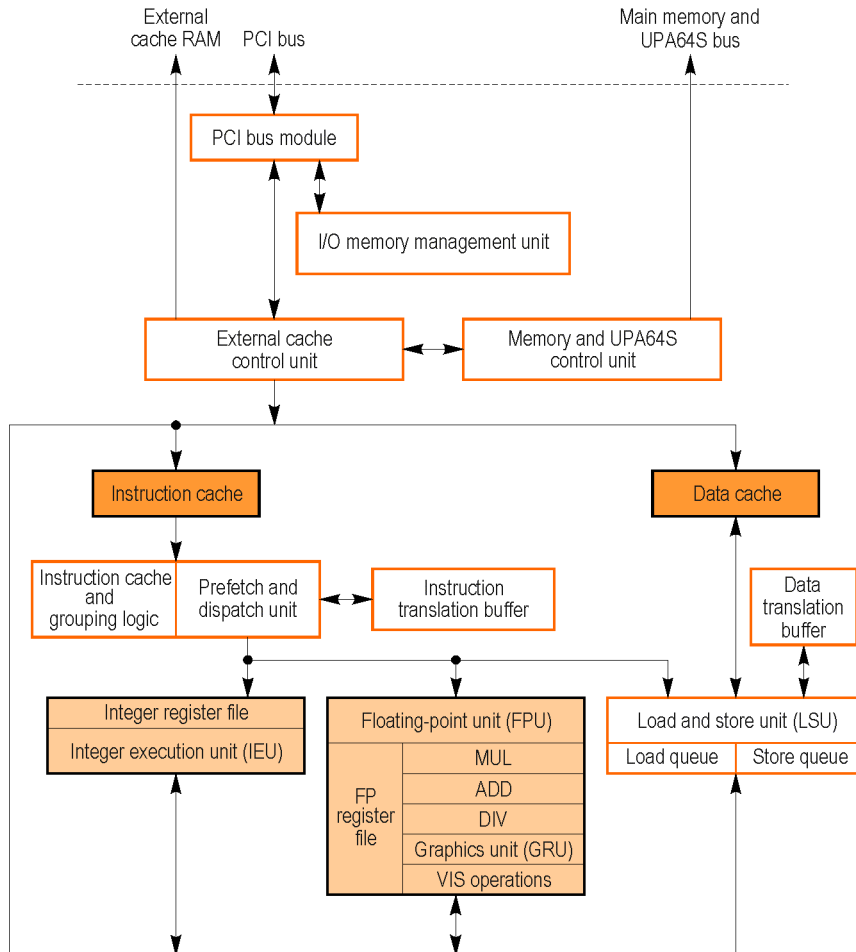 External
cache RAM
PCI bus
Main memory and
UPA64S bus
PCI bus module
I/O memory management unit
External cache
control unit
Memory and UPA64S
control unit
Instruction cache
Data cache
Instruction cache
and
grouping logic
Prefetch and
dispatch unit
Instruction
translation buffer
Data
translation
buffer
Integer register file
Integer execution unit (IEU)
Floating-point unit (FPU)
FP
register
file
MUL
ADD
DIV
Graphics unit (GRU)
VIS operations
Load and store unit (LSU)
Load queue
Store queue